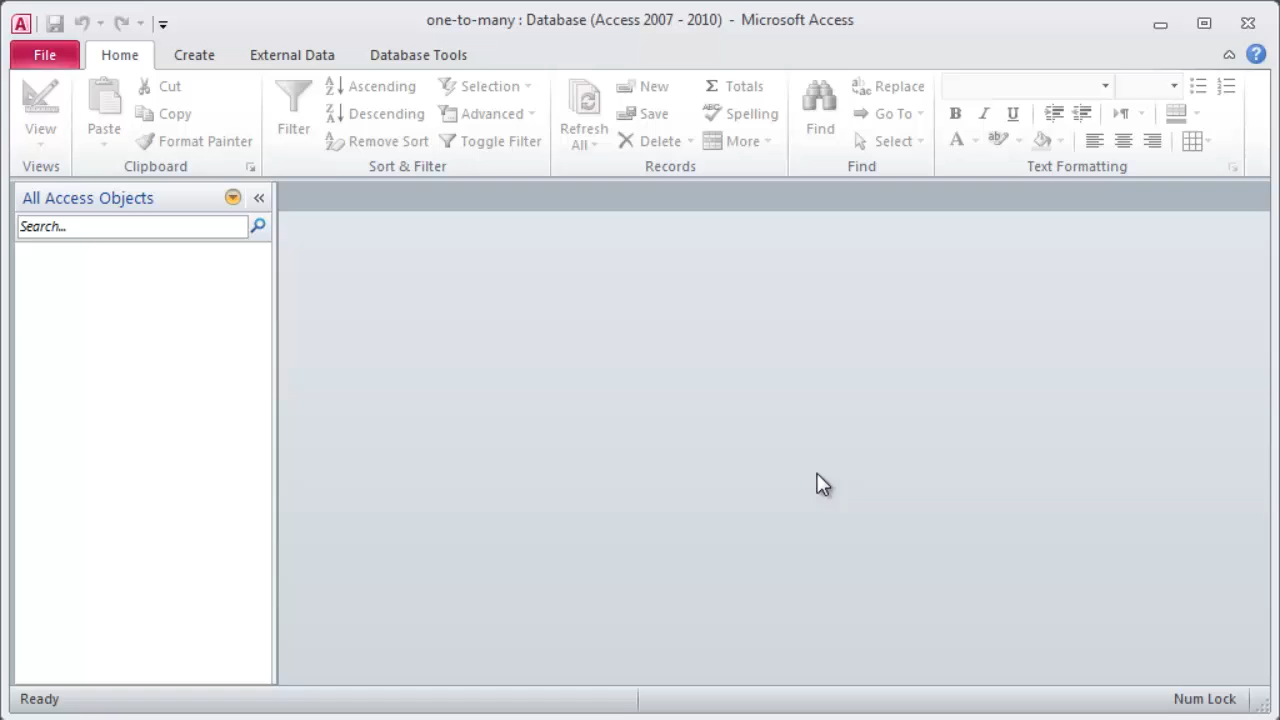 one-to-many : Database (Access 2007 - 2010) - Microsoft Access
File Home Create External Data Database Tools
View
Views
Paste
Cut
Copy
Format Painter
Clipboard
Filter
Ascending
Descending
Remove Sort
Selection
Advanced
Toggle Filter
Sort & Filter
Refresh
All
New
Save
Delete
Totals
Spelling
More
Records
Find
Replace
Go To
Select
Find
B I U
A
Text Formatting
All Access Objects
Search...
Ready
Num Lock